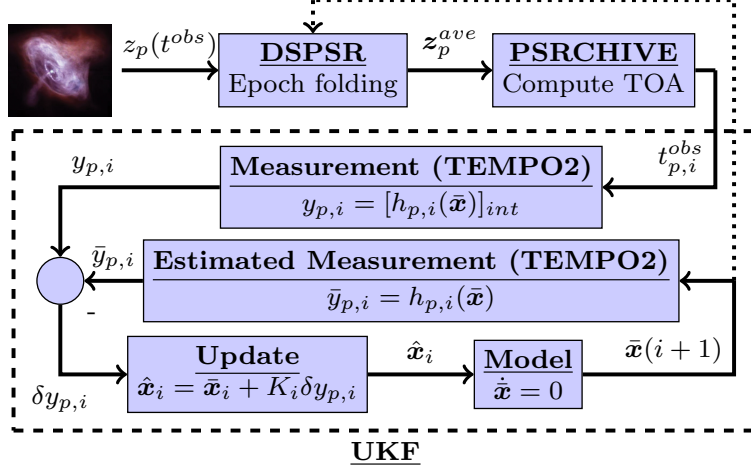 z_p(t^{obs})
DSPSR
Epoch folding
z_p^{ave}
PSRCHIVE
Compute TOA
t_{p,i}^{obs}
y_{p,i}
Measurement (TEMPO2)
y_{p,i} = [h_{p,i}(x̄)]_{int}
ȳ_{p,i}
Estimated Measurement (TEMPO2)
ȳ_{p,i} = h_{p,i}(x̄)
-
δy_{p,i}
Update
x̂_i = x̄_i + K_i δy_{p,i}
x̂_i
Model
ẋ̄ = 0
x̄(i + 1)
UKF